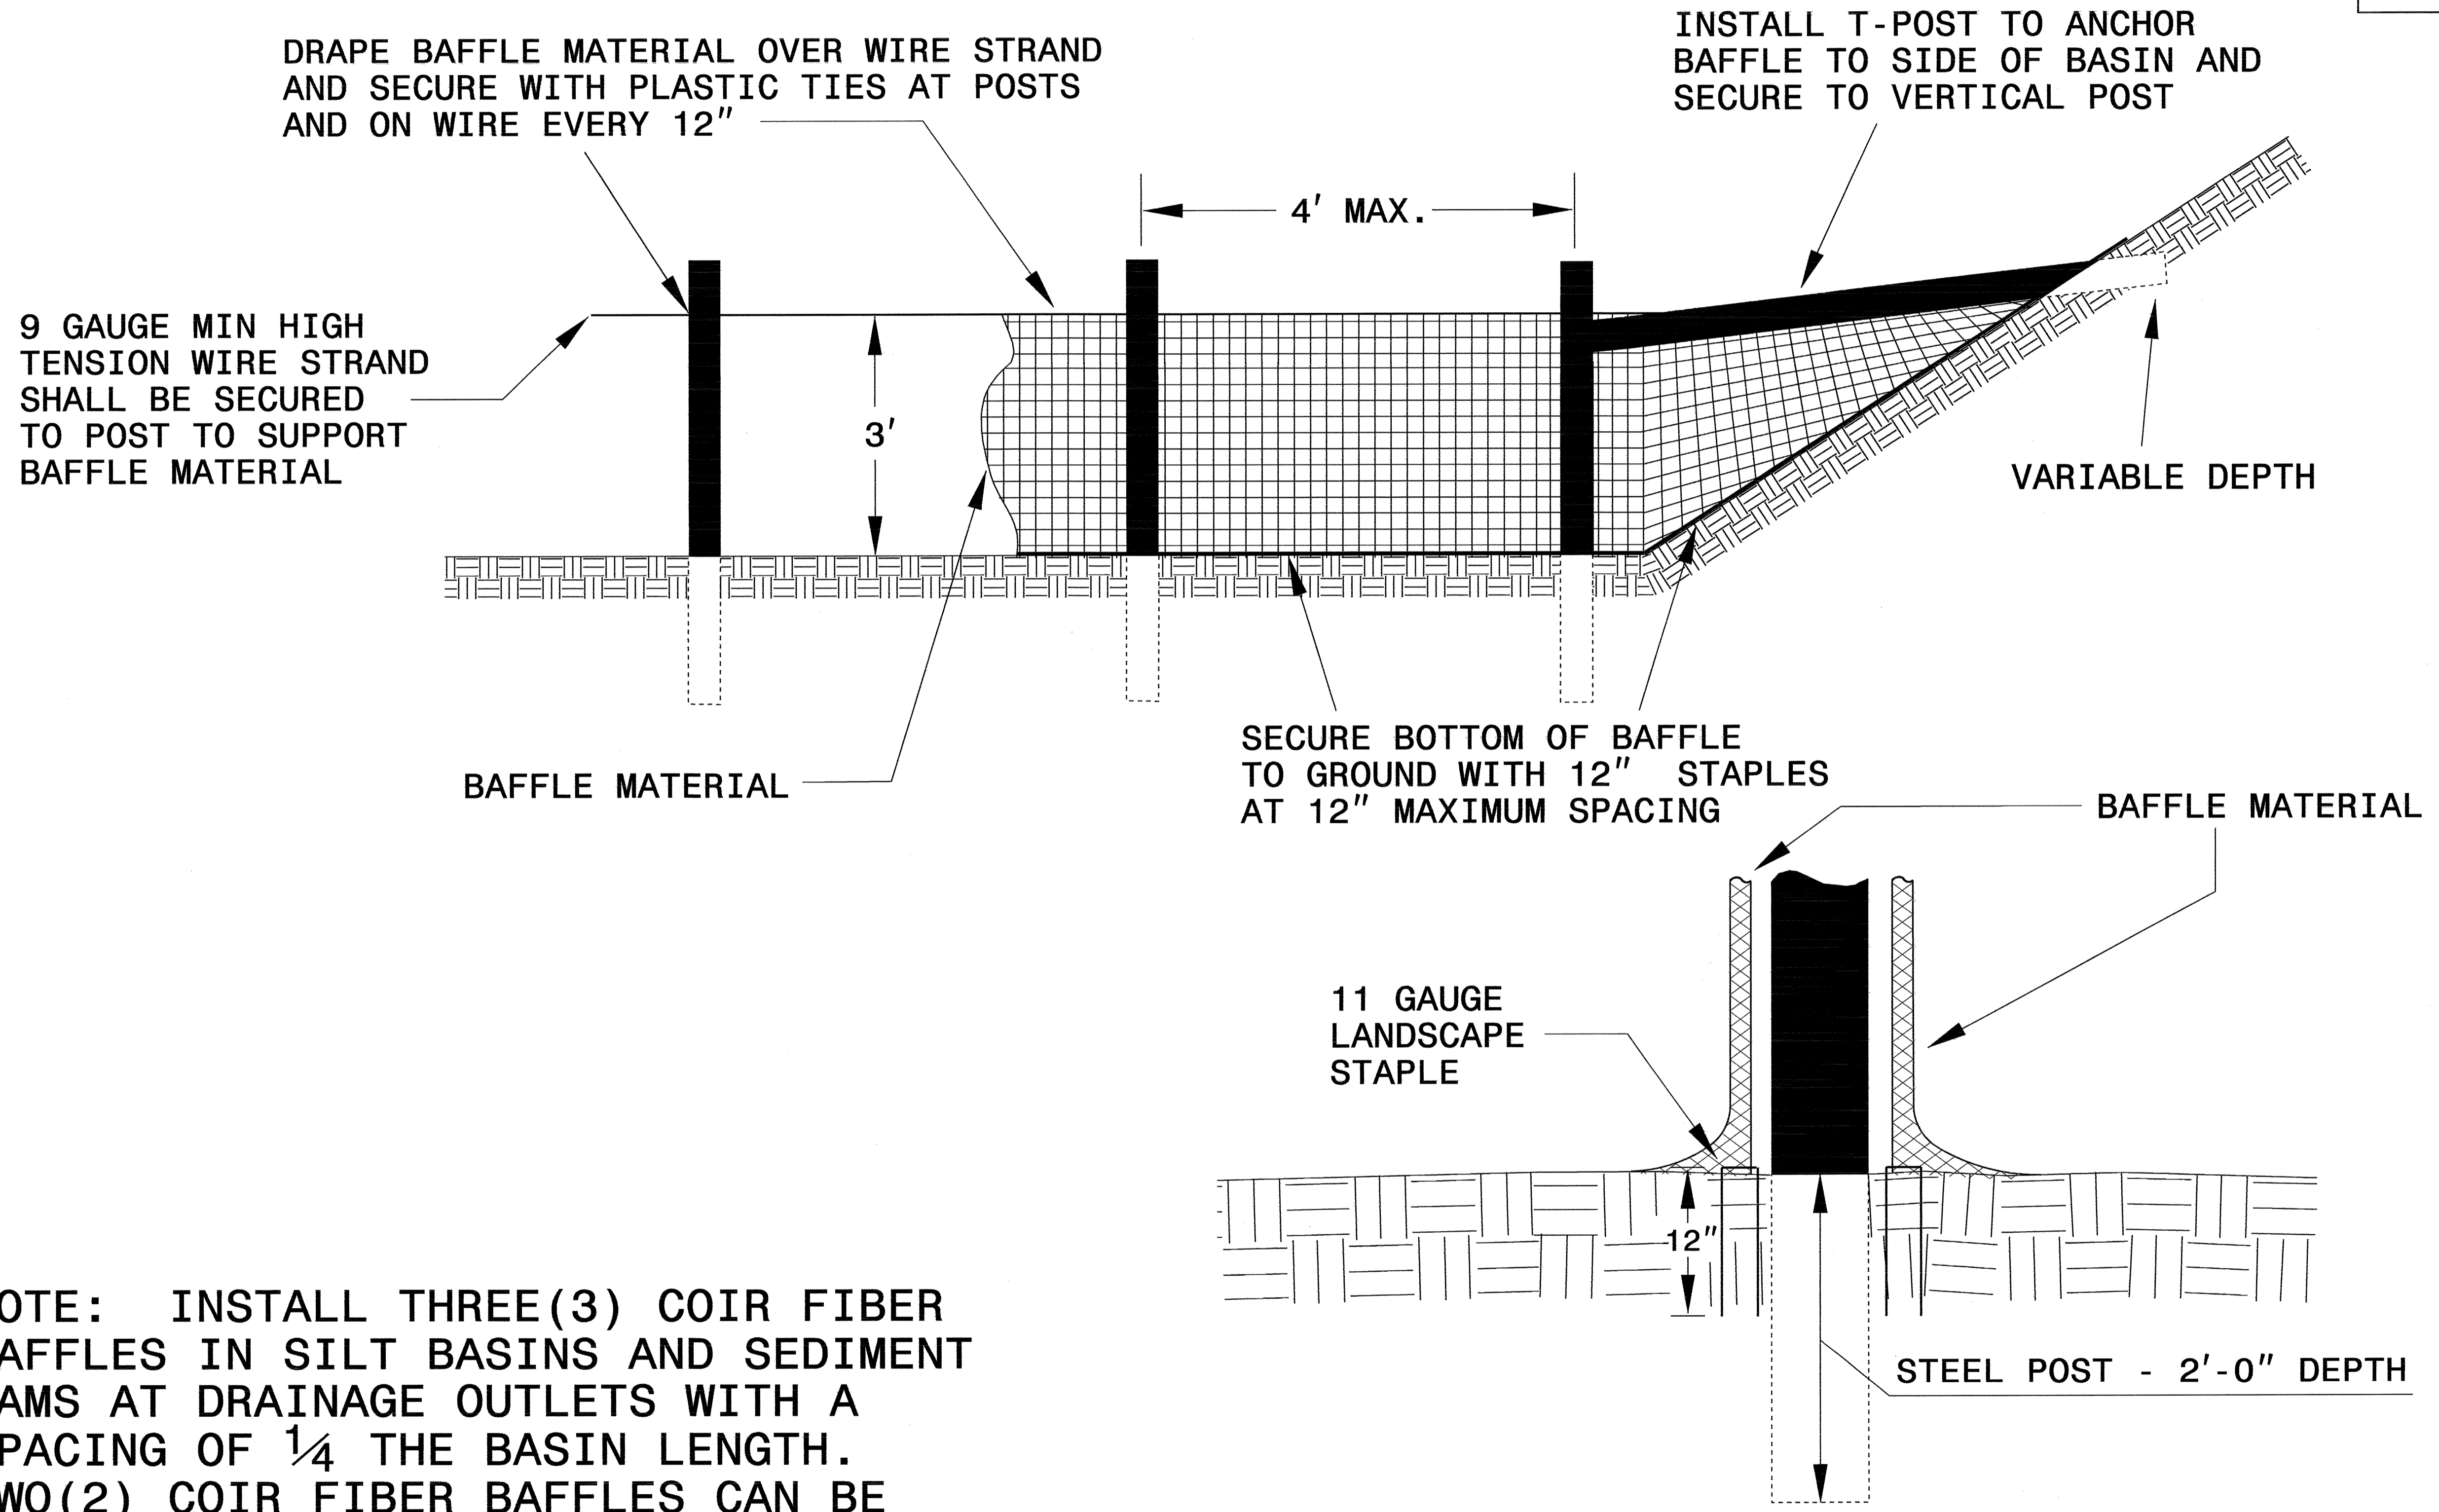 DRAPE BAFFLE MATERIAL OVER WIRE STRAND
AND SECURE WITH PLASTIC TIES AT POSTS
AND ON WIRE EVERY 12"
INSTALL T-POST TO ANCHOR
BAFFLE TO SIDE OF BASIN AND
SECURE TO VERTICAL POST
4' MAX.
9 GAUGE MIN HIGH
TENSION WIRE STRAND
SHALL BE SECURED
TO POST TO SUPPORT
BAFFLE MATERIAL
3'
VARIABLE DEPTH
BAFFLE MATERIAL
SECURE BOTTOM OF BAFFLE
TO GROUND WITH 12" STAPLES
AT 12" MAXIMUM SPACING
BAFFLE MATERIAL
11 GAUGE
LANDSCAPE
STAPLE
12"
STEEL POST - 2'-0" DEPTH
OTE: INSTALL THREE(3) COIR FIBER
AFFLES IN SILT BASINS AND SEDIMENT
AMS AT DRAINAGE OUTLETS WITH A
PACING OF 1/4 THE BASIN LENGTH.
WO(2) COIR FIBER BAFFLES CAN BE